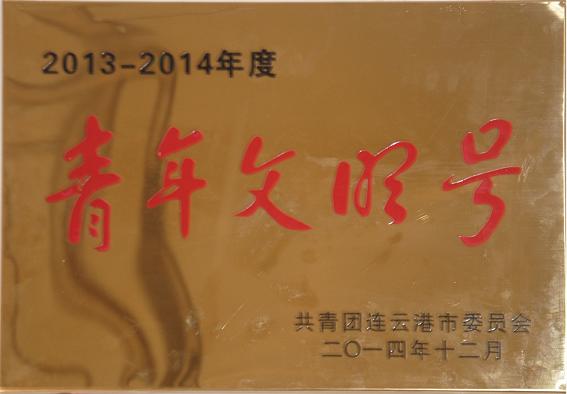 2013-2014年度
青年文明号
共青团连云港市委员会
二〇一四年十二月